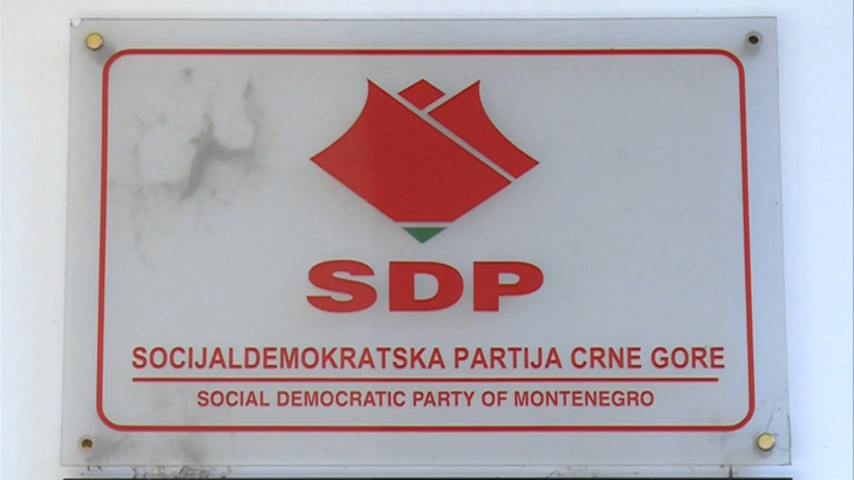 SDP
SOCIJALDEMOKRATSKA PARTIJA CRNE GORE
SOCIAL DEMOCRATIC PARTY OF MONTENEGRO